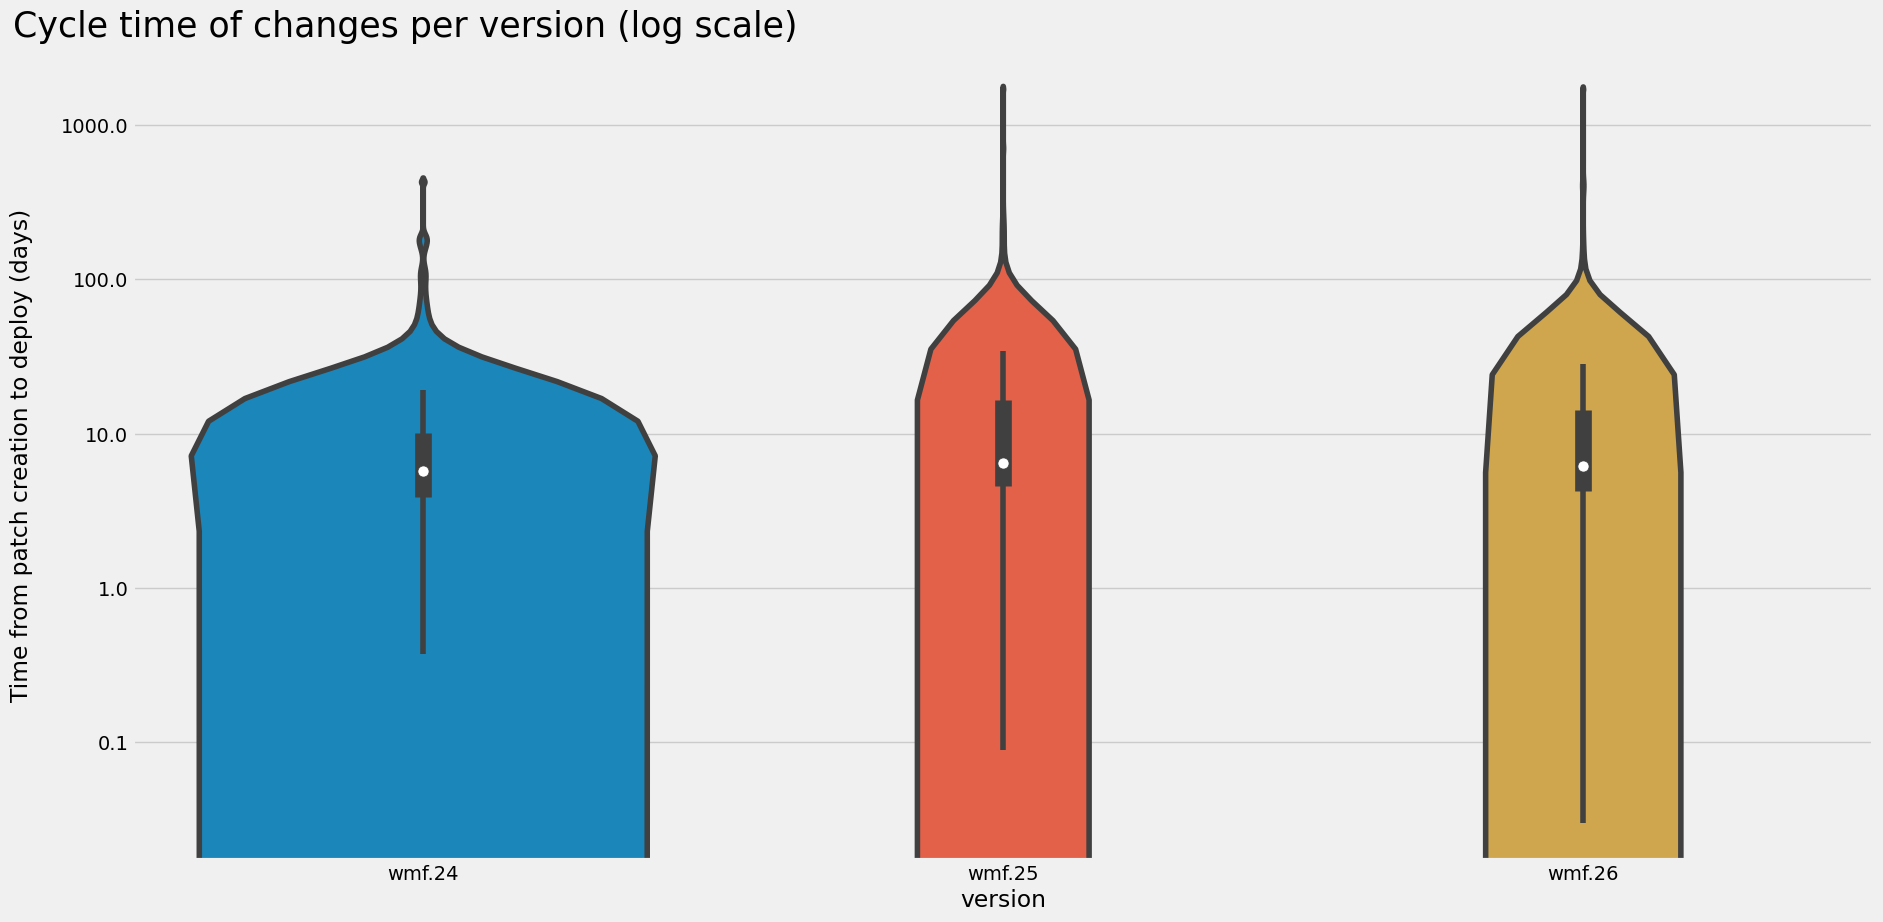 Cycle time of changes per version (log scale)
Time from patch creation to deploy (days)
1000.0
100.0
10.0
1.0
0.1
wmf.24
wmf.25
wmf.26
version